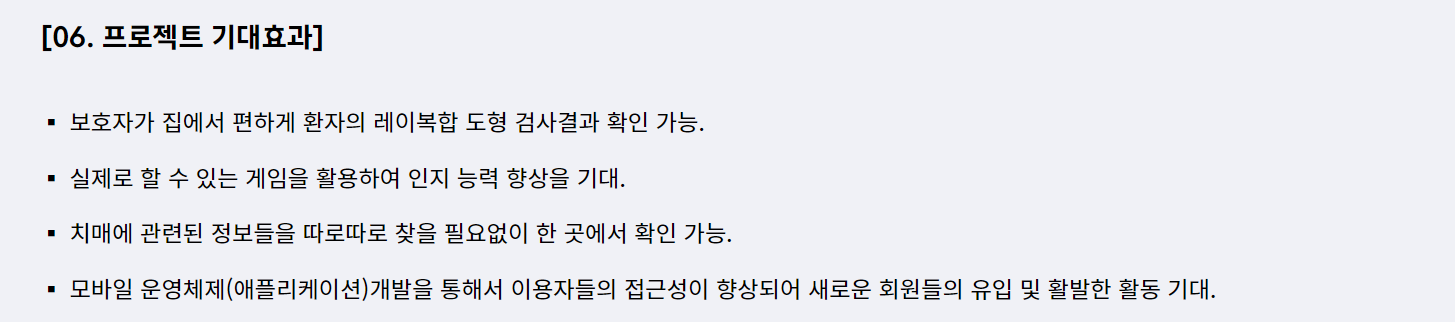 [06. 프로젝트 기대효과]
▪ 보호자가 집에서 편하게 환자의 레이복합 도형 검사결과 확인 가능.
▪ 실제로 할 수 있는 게임을 활용하여 인지 능력 향상을 기대.
▪ 치매에 관련된 정보들을 따로따로 찾을 필요없이 한 곳에서 확인 가능.
▪ 모바일 운영체제(애플리케이션)개발을 통해서 이용자들의 접근성이 향상되어 새로운 회원들의 유입 및 활발한 활동 기대.